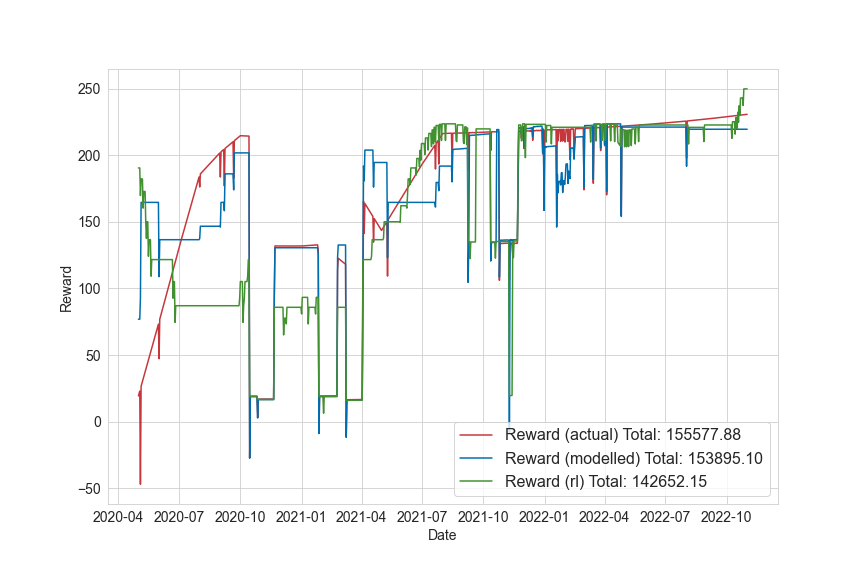 250
200
150
100
50
0
−50
Reward
2020-04 2020-07 2020-10 2021-01 2021-04 2021-07 2021-10 2022-01 2022-04 2022-07 2022-10
Date
Reward (actual) Total: 155577.88
Reward (modelled) Total: 153895.10
Reward (rl) Total: 142652.15